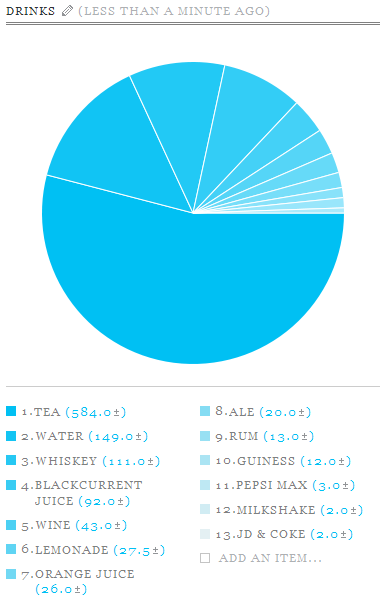 DRINKS (LESS THAN A MINUTE AGO)
1.TEA (584.0±)
2.WATER (149.0±)
3.WHISKEY (111.0±)
4.BLACKCURRENT
JUICE (92.0±)
5.WINE (43.0±)
6.LEMONADE (27.5±)
7.ORANGE JUICE
(26.0±)
8.ALE (20.0±)
9.RUM (13.0±)
10.GUINESS (12.0±)
11.PEPSI MAX (3.0±)
12.MILKSHAKE (2.0±)
13.JD & COKE (2.0±)
ADD AN ITEM...